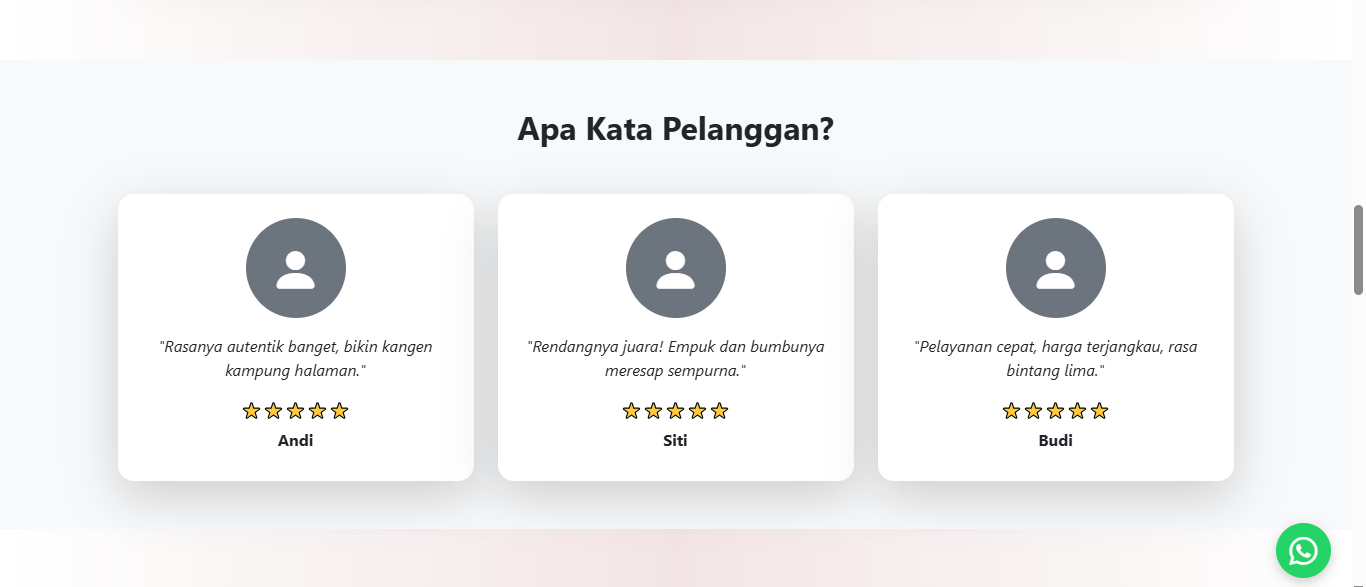 Apa Kata Pelanggan?
"Rasanya autentik banget, bikin kangen
kampung halaman."
Andi
"Rendangnya juara! Empuk dan bumbunya
meresap sempurna."
Siti
"Pelayanan cepat, harga terjangkau, rasa
bintang lima."
Budi